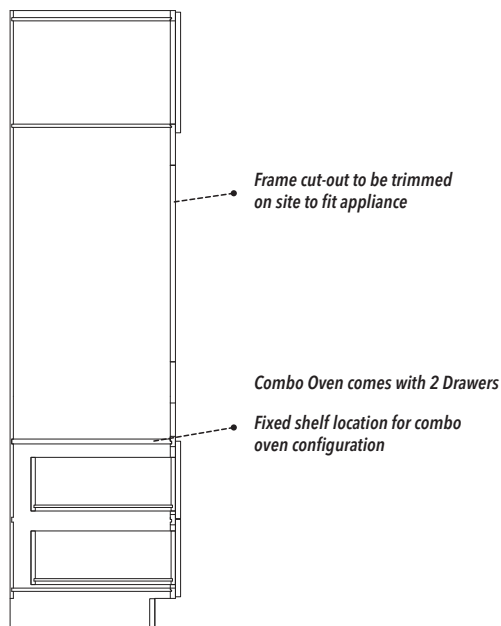 Frame cut-out to be trimmed
on site to fit appliance
Combo Oven comes with 2 Drawers
Fixed shelf location for combo
oven configuration